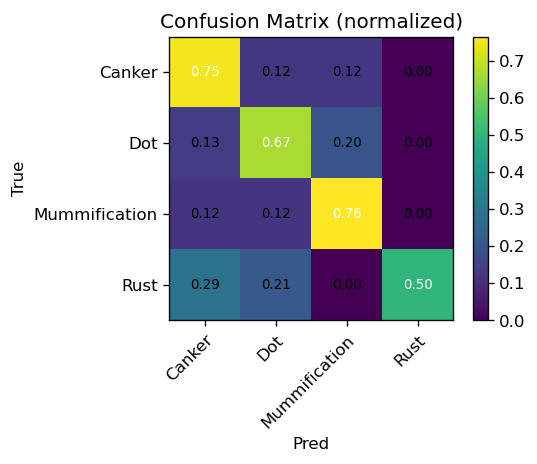 Confusion Matrix (normalized)
Canker 0.75 0.12 0.12 0.00
Dot 0.13 0.67 0.20 0.00
Mummification 0.12 0.12 0.76 0.00
Rust 0.29 0.21 0.00 0.50
True
Canker Dot Mummification Rust
Pred
0.7
0.6
0.5
0.4
0.3
0.2
0.1
0.0